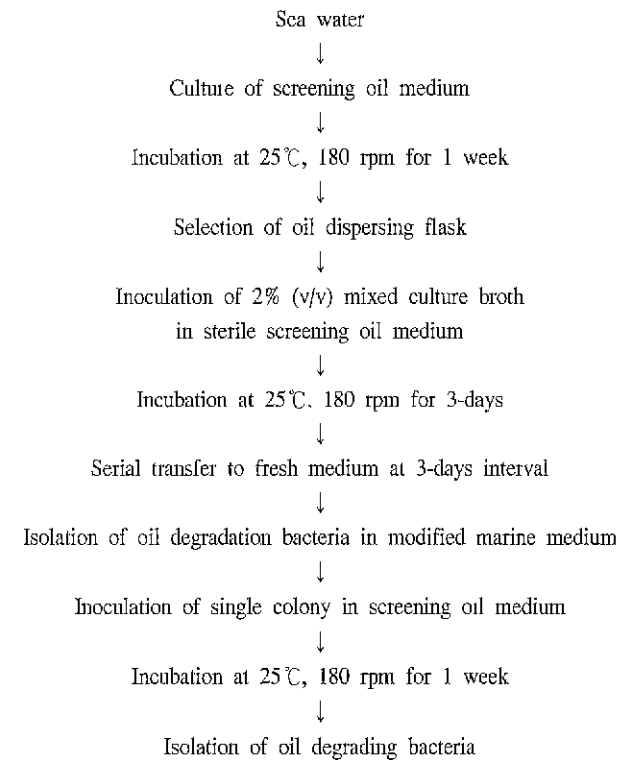 Sea water
↓
Culture of screening oil medium
↓
Incubation at 25℃, 180 rpm for 1 week
↓
Selection of oil dispersing flask
↓
Inoculation of 2% (v/v) mixed culture broth
in sterile screening oil medium
↓
Incubation at 25℃, 180 rpm for 3-days
↓
Serial transfer to fresh medium at 3-days interval
↓
Isolation of oil degradation bacteria in modified marine medium
↓
Inoculation of single colony in screening oil medium
↓
Incubation at 25℃, 180 rpm for 1 week
↓
Isolation of oil degrading bacteria